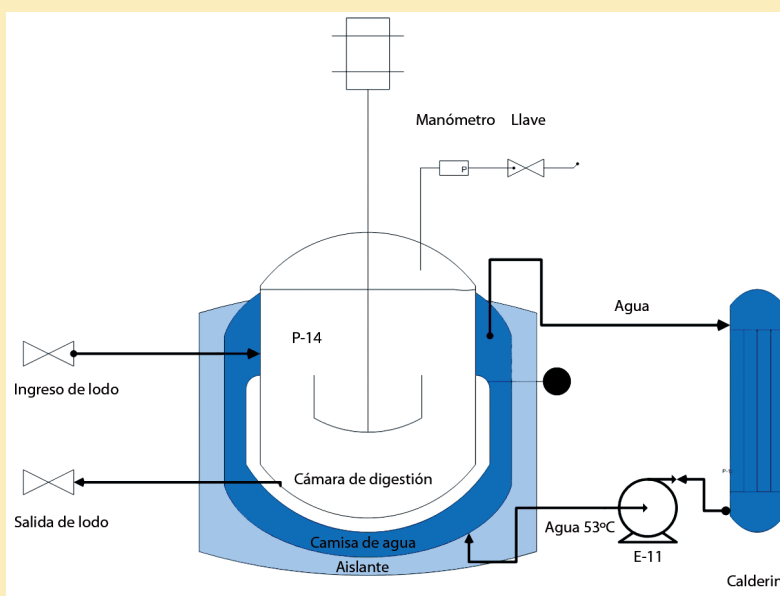 Manómetro Llave
P
Agua
P-14
Ingreso de lodo
Cámara de digestión
Salida de lodo
Agua 53ºC
Camisa de agua
E-11
Aislante
Calderin